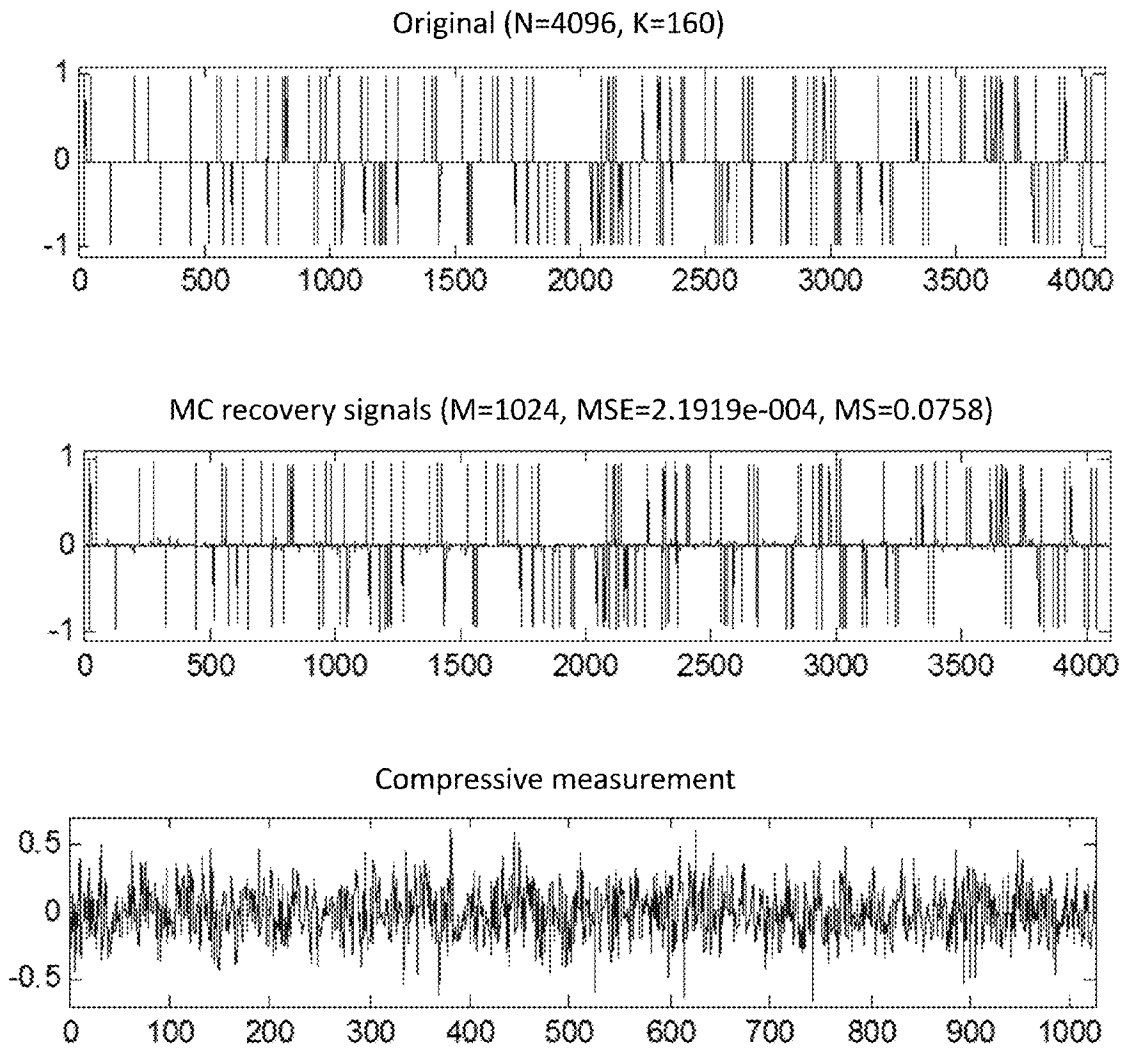 Original (N=4096, K=160)
1
0
-1
0 500 1000 1500 2000 2500 3000 3500 4000
MC recovery signals (M=1024, MSE=2.1919e-004, MS=0.0758)
1
0
-1
0 500 1000 1500 2000 2500 3000 3500 4000
Compressive measurement
0.5
0
-0.5
0 100 200 300 400 500 600 700 800 900 1000